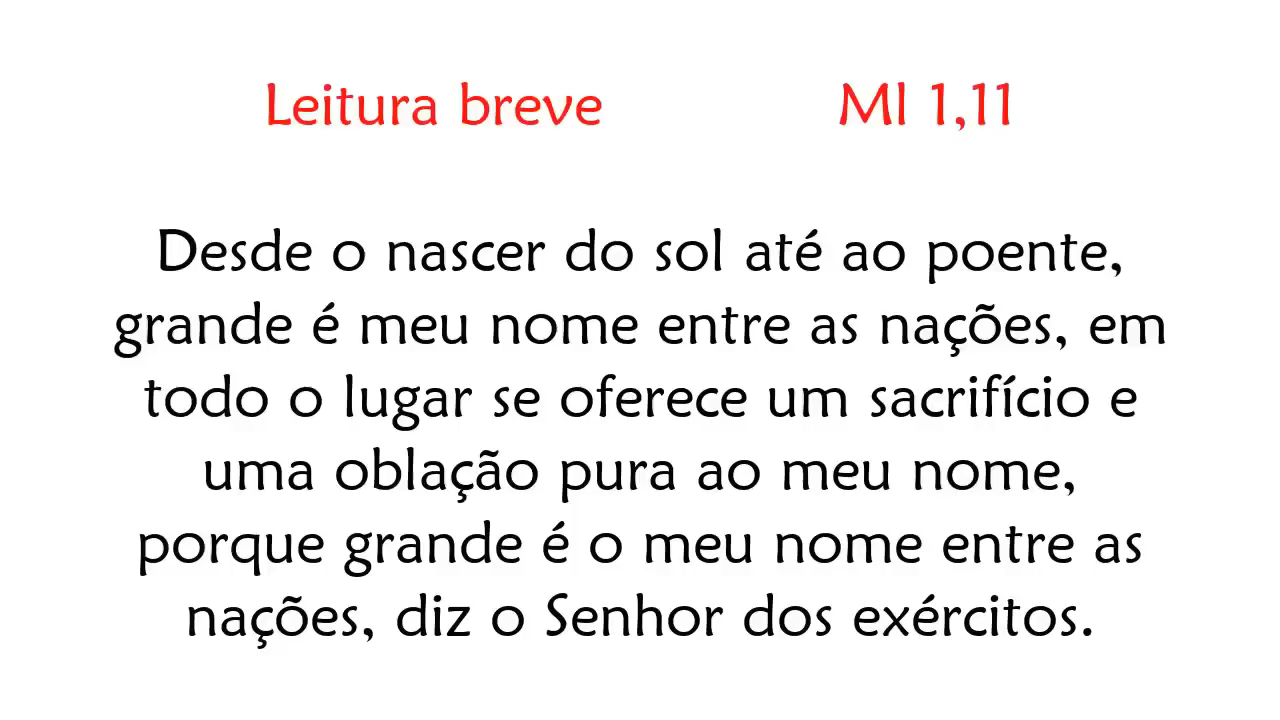 Leitura breve Ml 1,11
Desde o nascer do sol até ao poente,
grande é meu nome entre as nações, em
todo o lugar se oferece um sacrifício e
uma oblação pura ao meu nome,
porque grande é o meu nome entre as
nações, diz o Senhor dos exércitos.